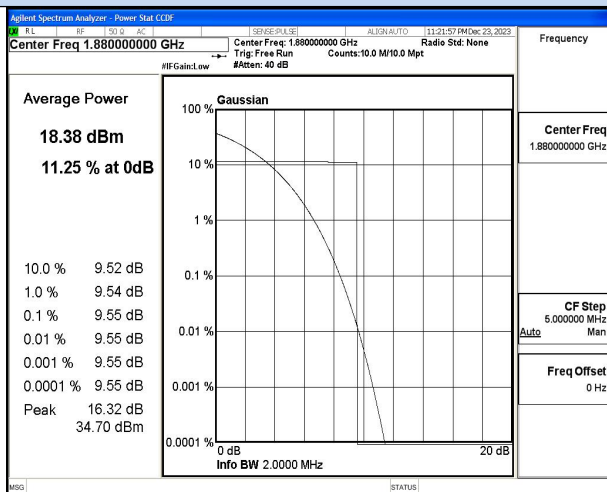 Agilent Spectrum Analyzer - Power Stat CCDF
LXI RL RF 50 Ω AC SENSE:PULSE ALIGN AUTO 11:21:57 PM Dec 23, 2023
Center Freq 1.880000000 GHz
Center Freq: 1.880000000 GHz Radio Std: None
Trig: Free Run Counts:10.0 M/10.0 Mpt
#IFGain:Low #Atten: 40 dB
Frequency
Average Power
18.38 dBm
11.25 % at 0dB
10.0 % 9.52 dB
1.0 % 9.54 dB
0.1 % 9.55 dB
0.01 % 9.55 dB
0.001 % 9.55 dB
0.0001 % 9.55 dB
Peak 16.32 dB
34.70 dBm
Gaussian
100 %
10 %
1 %
0.1 %
0.01 %
0.001 %
0.0001 %
0 dB 20 dB
Info BW 2.0000 MHz
Center Freq
1.880000000 GHz
CF Step
5.000000 MHz
Auto Man
Freq Offset
0 Hz
MSG STATUS